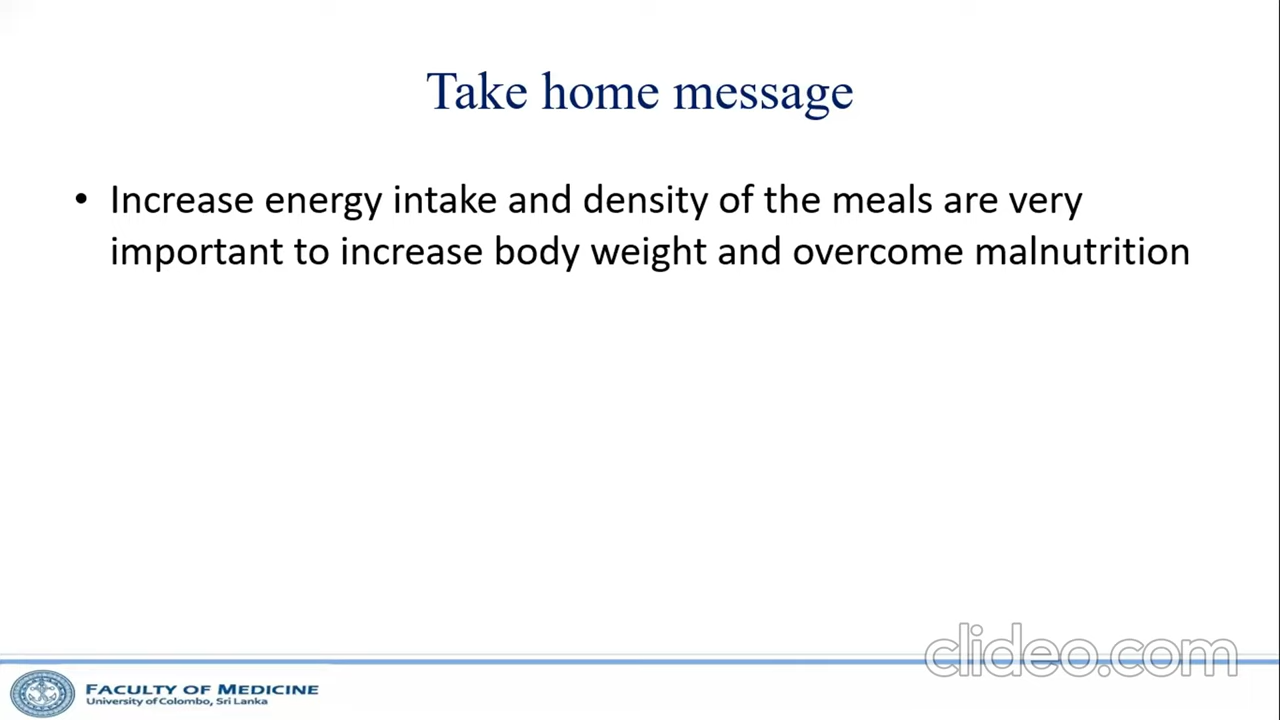 Take home message
• Increase energy intake and density of the meals are very
important to increase body weight and overcome malnutrition
clideo.com
FACULTY OF MEDICINE
University of Colombo, Sri Lanka